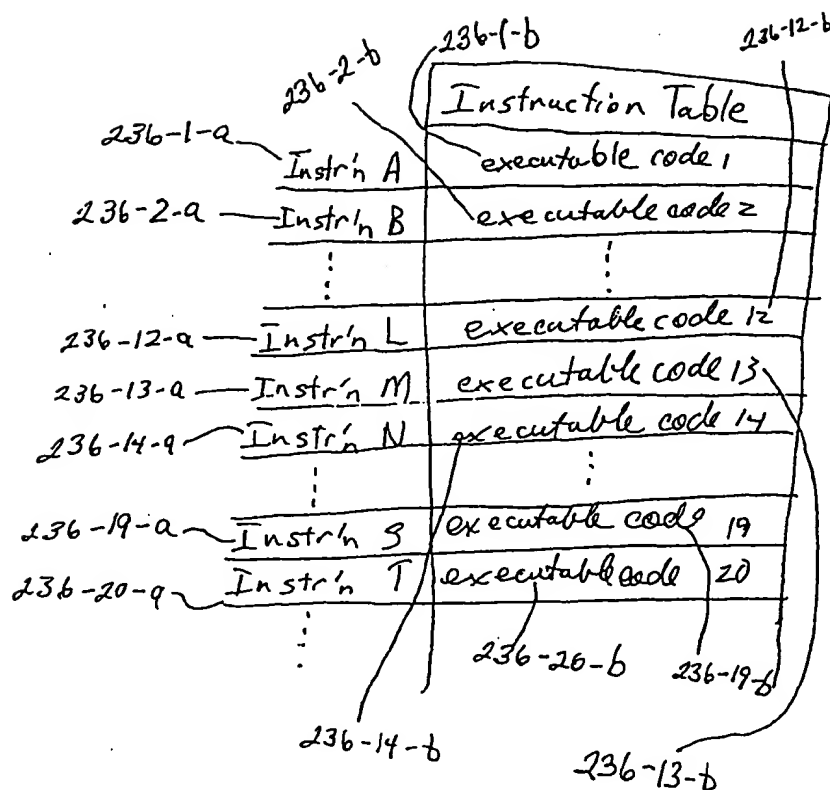 236-1-b
236-12-b
236-2-b
Instruction Table
236-1-a
Instr'n A executable code 1
236-2-a Instr'n B executable code 2
236-12-a Instr'n L executable code 12
236-13-a Instr'n M executable code 13
236-14-a Instr'n N executable code 14
236-19-a Instr'n S executable code 19
236-20-a Instr'n T executable code 20
236-20-b 236-19-b
236-14-b
236-13-b